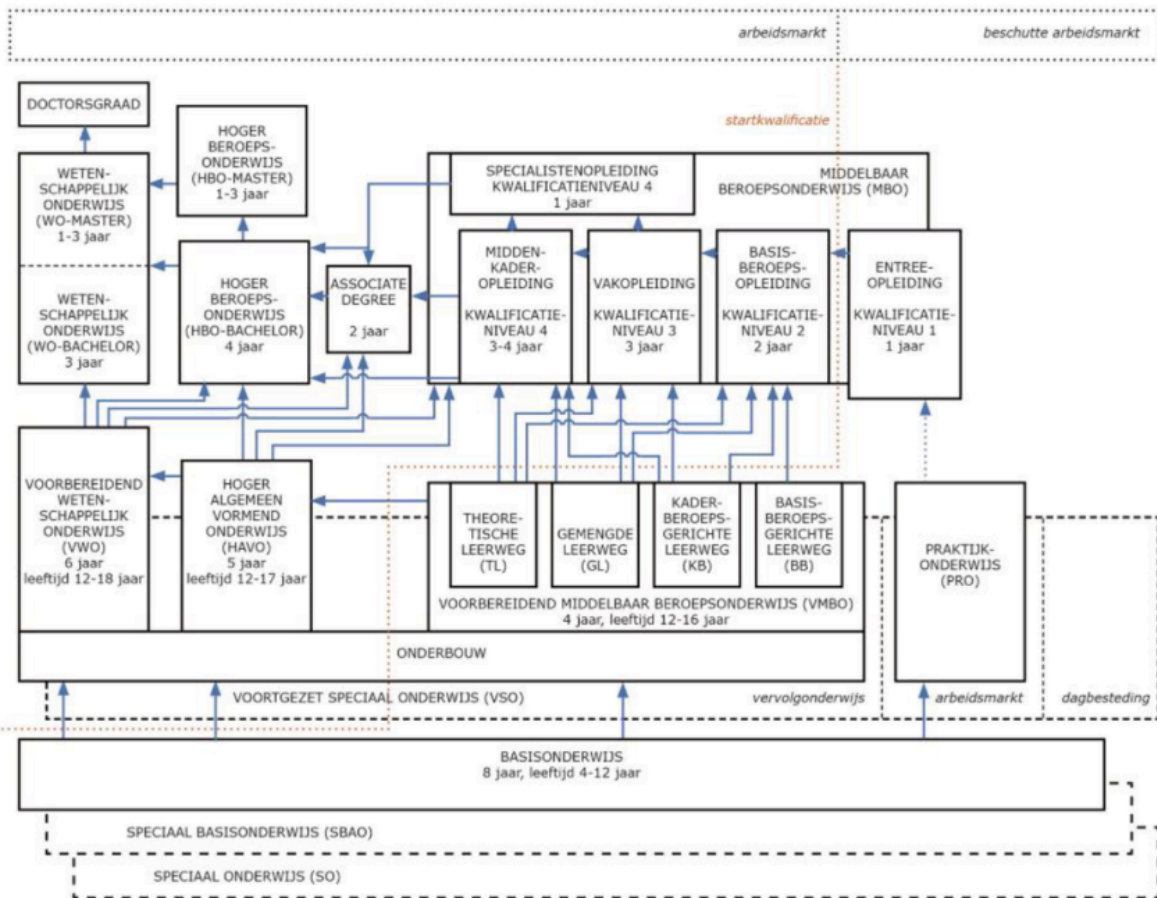 arbeidsmarkt
beschutte arbeidsmarkt
startkwalificatie
DOCTORSGRAAD
WETEN-
SCHAPPELIJK
ONDERWIJS
(WO-MASTER)
1-3 jaar
WETEN-
SCHAPPELIJK
ONDERWIJS
(WO-BACHELOR)
3 jaar
HOGER
BEROEPS-
ONDERWIJS
(HBO-MASTER)
1-3 jaar
HOGER
BEROEPS-
ONDERWIJS
(HBO-BACHELOR)
4 jaar
ASSOCIATE
DEGREE
2 jaar
SPECIALISTENOPLEIDING
KWALIFICATIENIVEAU 4
1 jaar
MIDDELBAAR
BEROEPSONDERWIJS (MBO)
MIDDEN-
KADER-
OPLEIDING
KWALIFICATIE-
NIVEAU 4
3-4 jaar
VAKOPLEIDING
KWALIFICATIE-
NIVEAU 3
3 jaar
BASIS-
BEROEPS-
OPLEIDING
KWALIFICATIE-
NIVEAU 2
2 jaar
ENTREE-
OPLEIDING
KWALIFICATIE-
NIVEAU 1
1 jaar
VOORBEREIDEND
WETEN-
SCHAPPELIJK
ONDERWIJS
(VWO)
6 jaar
leeftijd 12-18 jaar
HOGER
ALGEMEEN
VORMEND
ONDERWIJS
(HAVO)
5 jaar
leeftijd 12-17 jaar
THEORE-
TISCHE
LEERWEG
(TL)
GEMENGDE
LEERWEG
(GL)
KADER-
BEROEPS-
GERICHTE
LEERWEG
(KB)
BASIS-
BEROEPS-
GERICHTE
LEERWEG
(BB)
VOORBEREIDEND MIDDELBAAR BEROEPSONDERWIJS (VMBO)
4 jaar, leeftijd 12-16 jaar
PRAKTIJK-
ONDERWIJS
(PRO)
ONDERBOUW
VOORTGEZET SPECIAAL ONDERWIJS (VSO)
vervolgonderwijs
arbeidsmarkt
dagbesteding
BASISONDERWIJS
8 jaar, leeftijd 4-12 jaar
SPECIAAL BASISONDERWIJS (SBAO)
SPECIAAL ONDERWIJS (SO)